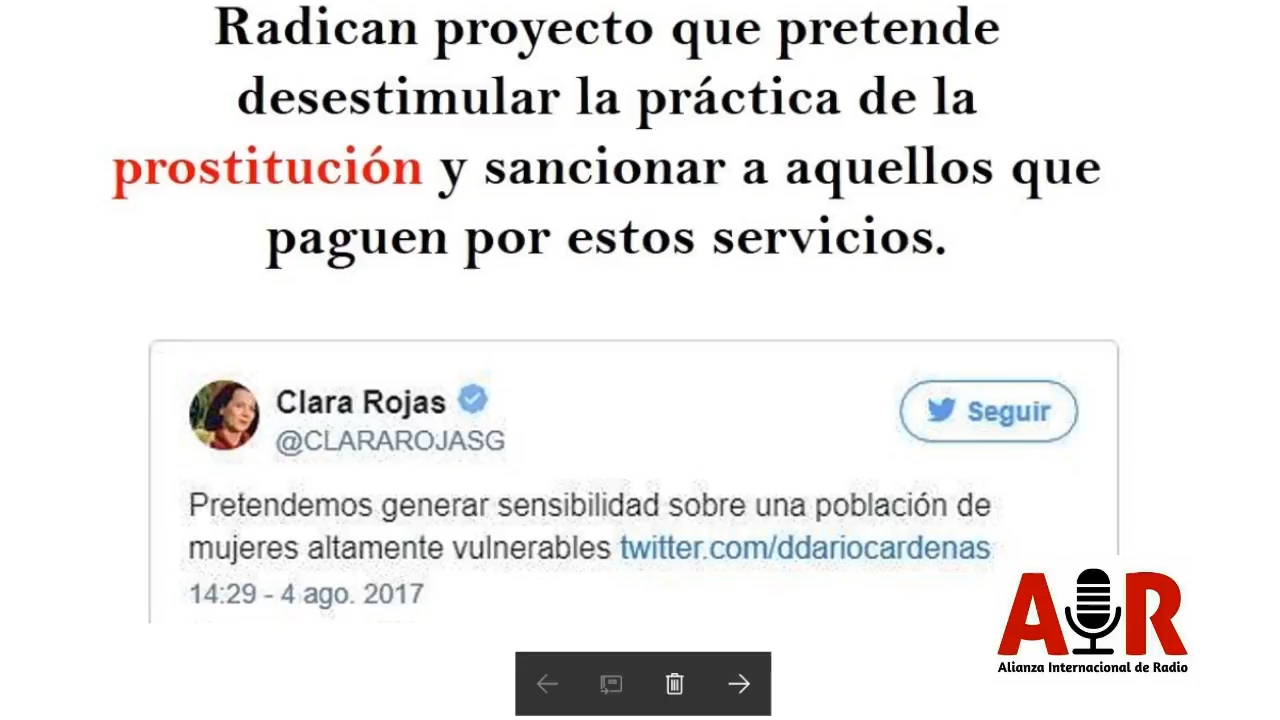 Radican proyecto que pretende
desestimular la práctica de la
prostitución y sancionar a aquellos que
paguen por estos servicios.
Clara Rojas
@CLARAROJASG
Seguir
Pretendemos generar sensibilidad sobre una población de
mujeres altamente vulnerables twitter.com/ddariocardenas
14:29 - 4 ago. 2017
AIR
Alianza Internacional de Radio